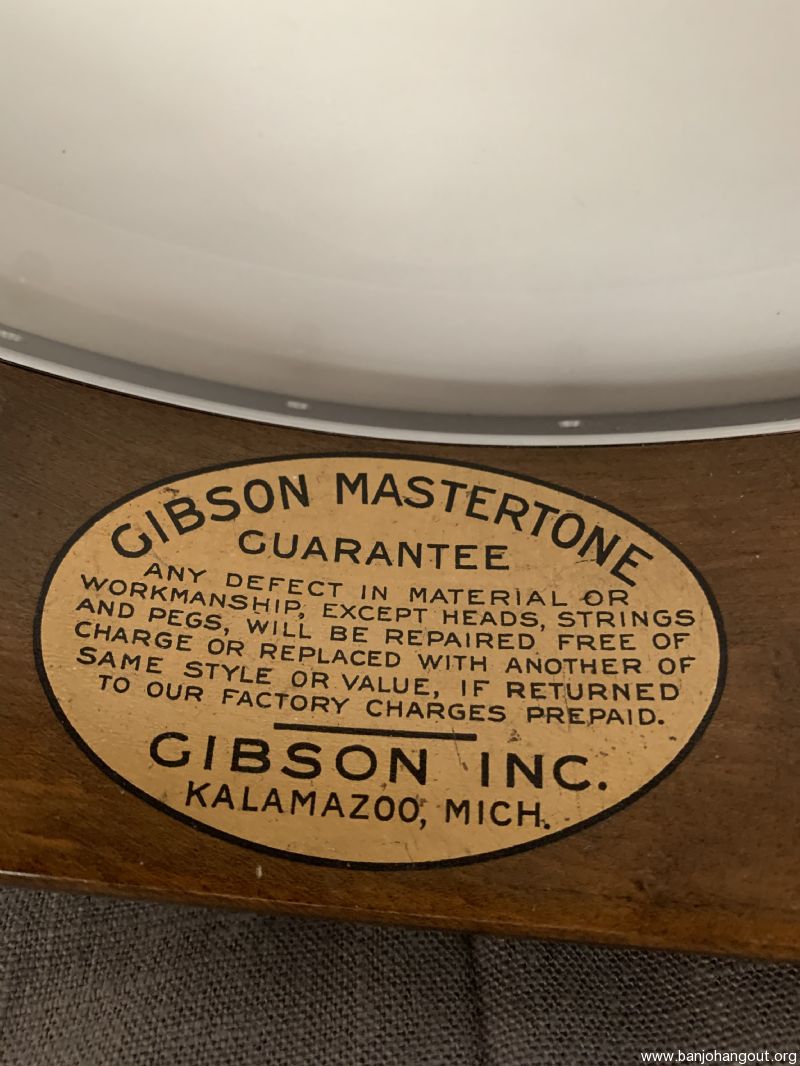 GIBSON MASTERTONE
GUARANTEE
ANY DEFECT IN MATERIAL OR
WORKMANSHIP, EXCEPT HEADS, STRINGS
AND PEGS, WILL BE REPAIRED FREE OF
CHARGE OR REPLACED WITH ANOTHER OF
SAME STYLE OR VALUE, IF RETURNED
TO OUR FACTORY CHARGES PREPAID.
GIBSON INC.
KALAMAZOO, MICH.
www.banjohangout.org